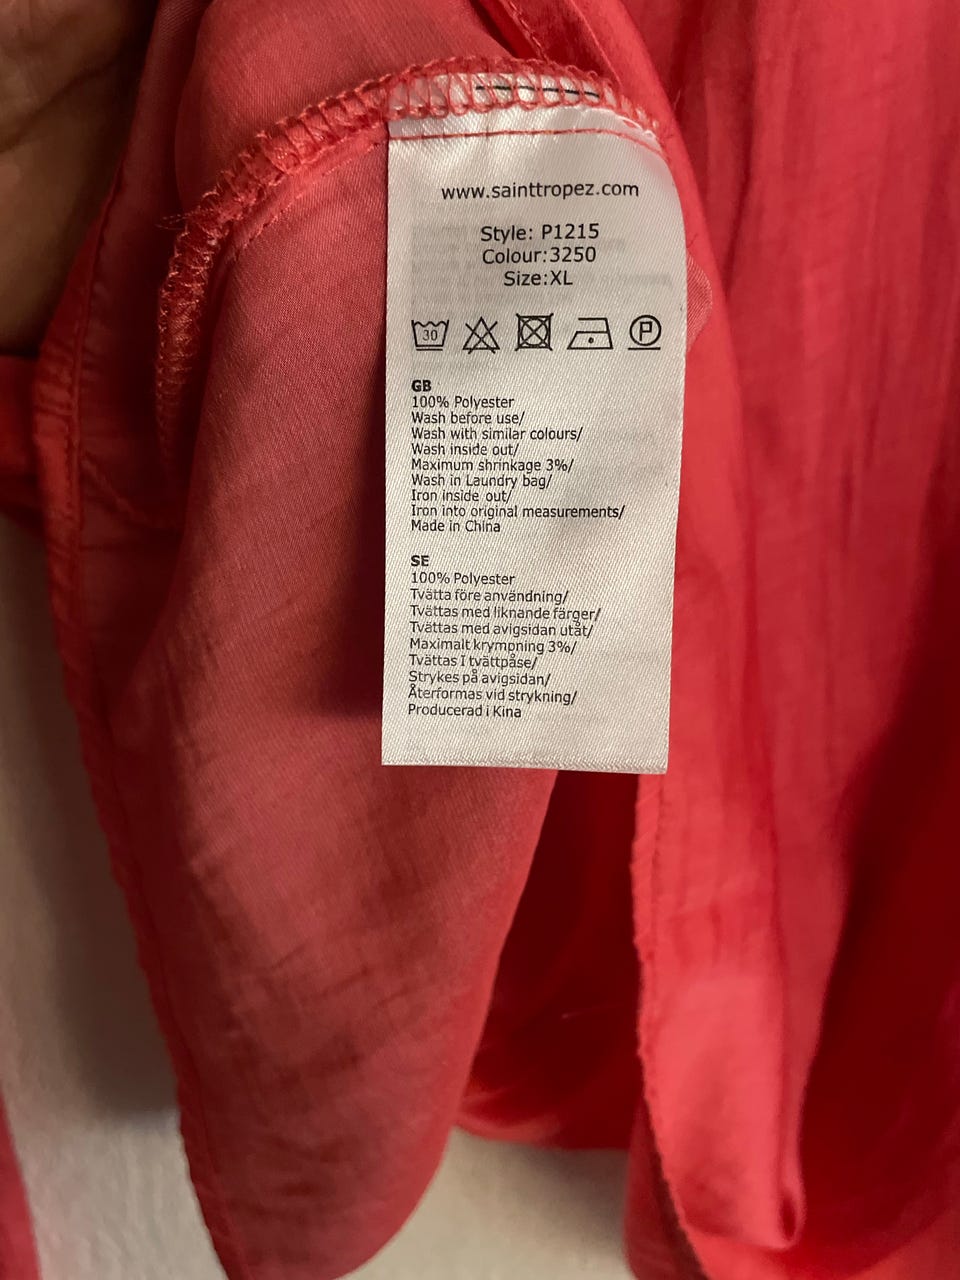 www.sainttropez.com
Style: P1215
Colour:3250
Size:XL
30
P
GB
100% Polyester
Wash before use/
Wash with similar colours/
Wash inside out/
Maximum shrinkage 3%/
Wash in Laundry bag/
Iron inside out/
Iron into original measurements/
Made in China
SE
100% Polyester
Tvätta före användning/
Tvättas med liknande färger/
Tvättas med avigsidan utåt/
Maximalt krympning 3%/
Tvättas I tvättpåse/
Strykes på avigsidan/
Återformas vid strykning/
Producerad i Kina